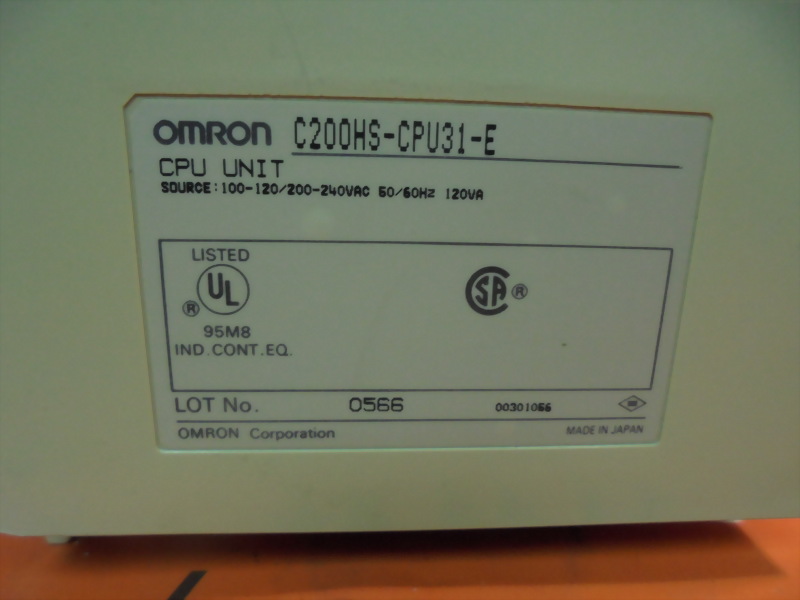 OMRON C200HS-CPU31-E
CPU UNIT
SOURCE:100-120/200-240VAC 50/60Hz 120VA
LISTED
UL ®
95M8
IND.CONT.EQ.
SA ®
LOT No. 0566 00301056
OMRON Corporation MADE IN JAPAN